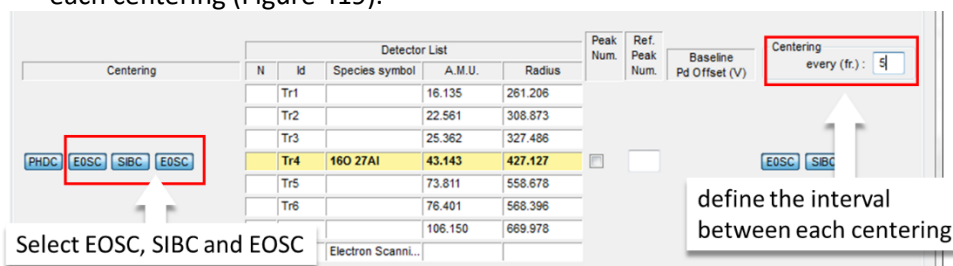 each centering (Figure 415).
Detector List
Peak Num.
Ref. Peak Num.
Baseline Pd Offset (V)
Centering
every (fr.) : 5
Centering N Id Species symbol A.M.U. Radius
Tr1 16.135 261.206
Tr2 22.561 308.873
Tr3 25.362 327.486
PHDC E0SC SIBC E0SC Tr4 16O 27Al 43.143 427.127 E0SC SIBC
Tr5 73.811 558.678
Tr6 76.401 568.396
106.150 669.978
Electron Scanni...
Select EOSC, SIBC and EOSC
define the interval
between each centering